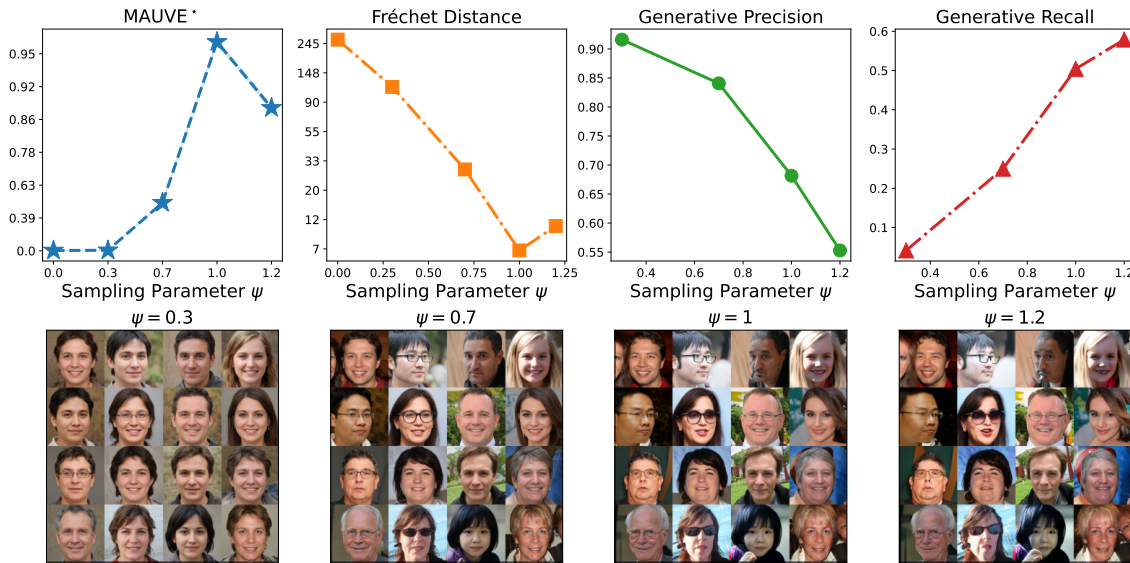 MAUVE⋆
0.95
0.92
0.86
0.78
0.63
0.39
0.0
0.0 0.3 0.7 1.0 1.2
Sampling Parameter ψ
Fréchet Distance
245
148
90
55
33
20
12
7
0.00 0.25 0.50 0.75 1.00 1.25
Sampling Parameter ψ
Generative Precision
0.90
0.85
0.80
0.75
0.70
0.65
0.60
0.55
0.4 0.6 0.8 1.0 1.2
Sampling Parameter ψ
Generative Recall
0.6
0.5
0.4
0.3
0.2
0.1
0.4 0.6 0.8 1.0 1.2
Sampling Parameter ψ
ψ = 0.3
ψ = 0.7
ψ = 1
ψ = 1.2